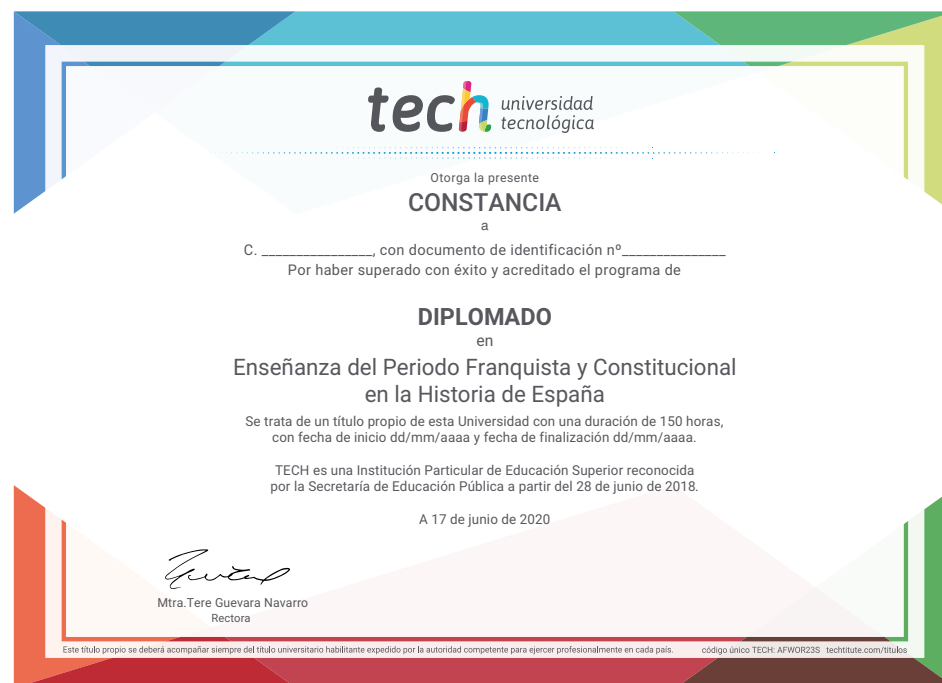 tech universidad
tecnológica
Otorga la presente
CONSTANCIA
a
C. ________________, con documento de identificación nº_______________
Por haber superado con éxito y acreditado el programa de
DIPLOMADO
en
Enseñanza del Periodo Franquista y Constitucional
en la Historia de España
Se trata de un título propio de esta Universidad con una duración de 150 horas,
con fecha de inicio dd/mm/aaaa y fecha de finalización dd/mm/aaaa.
TECH es una Institución Particular de Educación Superior reconocida
por la Secretaría de Educación Pública a partir del 28 de junio de 2018.
A 17 de junio de 2020
Mtra.Tere Guevara Navarro
Rectora
Este título propio se deberá acompañar siempre del título universitario habilitante expedido por la autoridad competente para ejercer profesionalmente en cada país. código único TECH: AFWOR23S techtitute.com/titulos